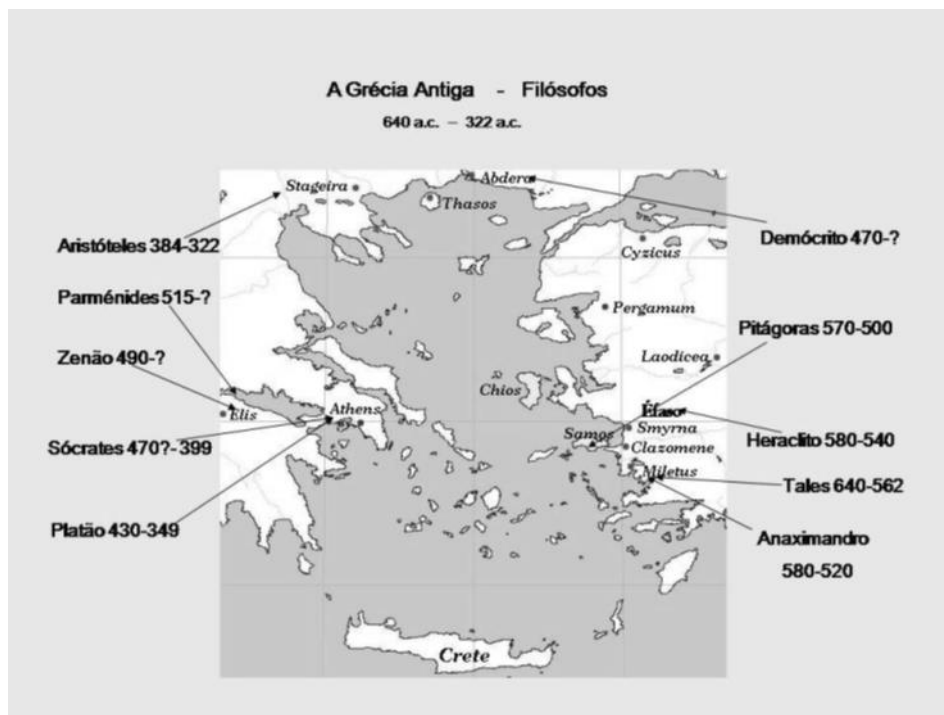 A Grécia Antiga - Filósofos
640 a.c. – 322 a.c.
Stageira
Abdera
Thasos
Aristóteles 384-322
Demócrito 470-?
Cyzicus
Parménides 515-?
Pergamum
Pitágoras 570-500
Zenão 490-?
Laodicea
Chios
Elis
Athens
Éfaso
Smyrna
Sócrates 470?-399
Samos
Clazomene
Heraclito 580-540
Miletus
Tales 640-562
Platão 430-349
Anaximandro
580-520
Crete